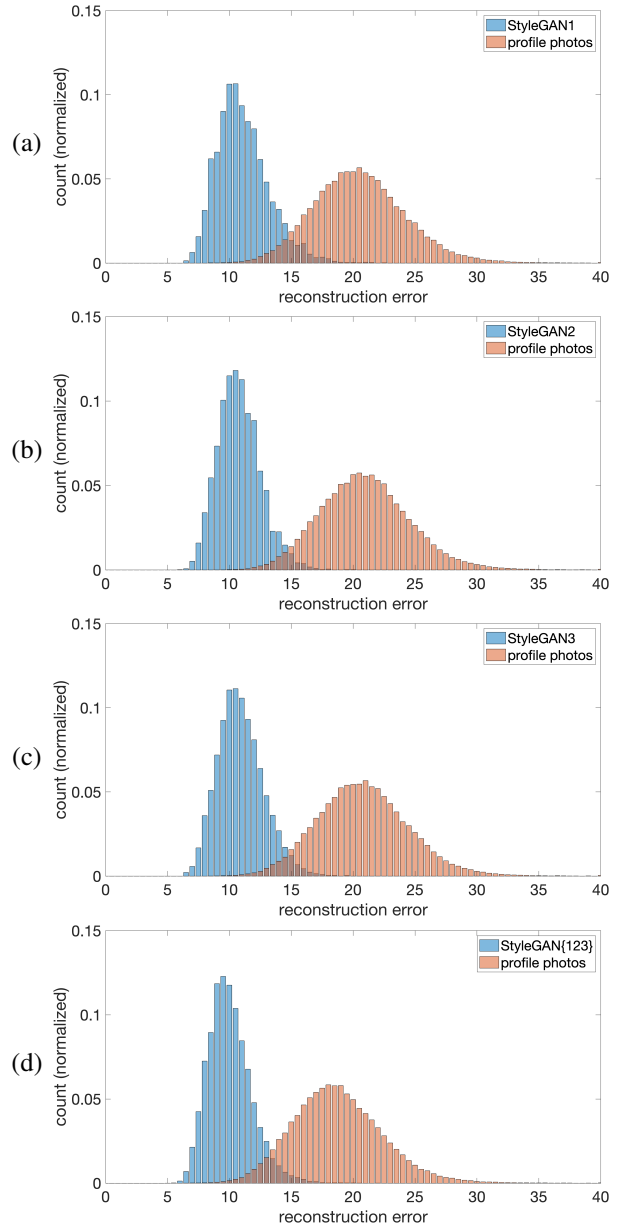 (a)
count (normalized)
0.15
0.1
0.05
0
StyleGAN1
profile photos
0 5 10 15 20 25 30 35 40
reconstruction error
(b)
count (normalized)
0.15
0.1
0.05
0
StyleGAN2
profile photos
0 5 10 15 20 25 30 35 40
reconstruction error
(c)
count (normalized)
0.15
0.1
0.05
0
StyleGAN3
profile photos
0 5 10 15 20 25 30 35 40
reconstruction error
(d)
count (normalized)
0.15
0.1
0.05
0
StyleGAN{123}
profile photos
0 5 10 15 20 25 30 35 40
reconstruction error